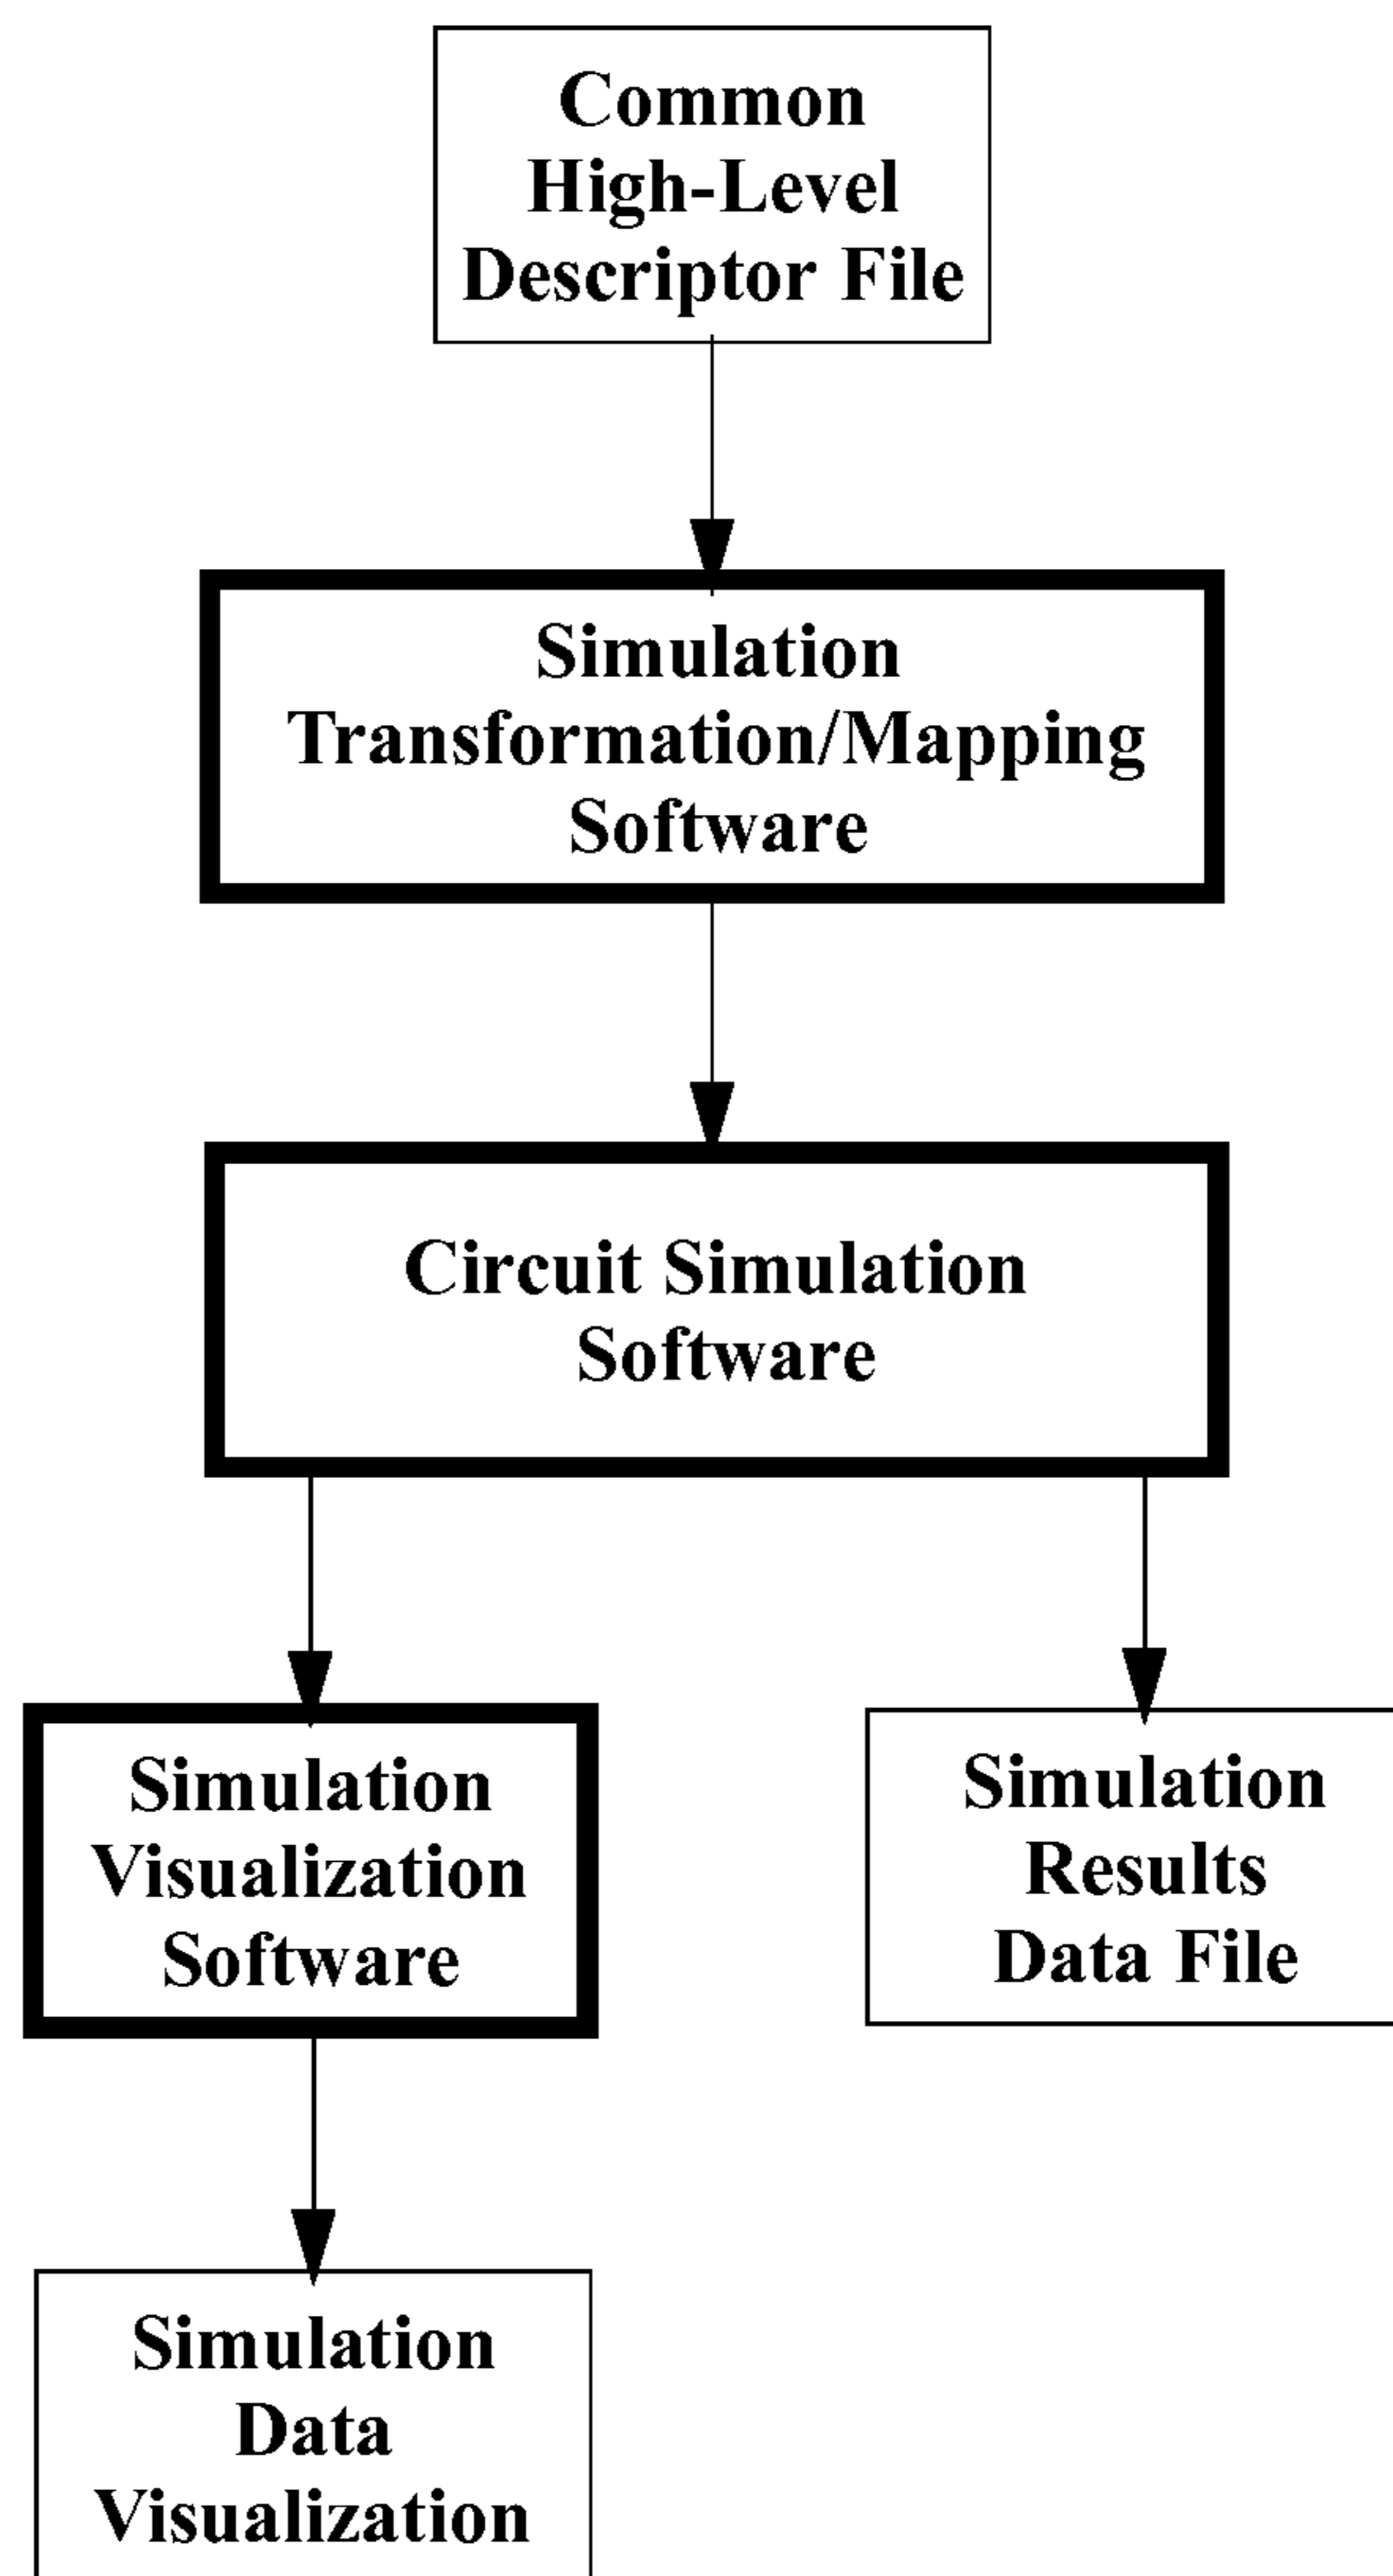 Common
High-Level
Descriptor File
Simulation
Transformation/Mapping
Software
Circuit Simulation
Software
Simulation
Visualization
Software
Simulation
Results
Data File
Simulation
Data
Visualization